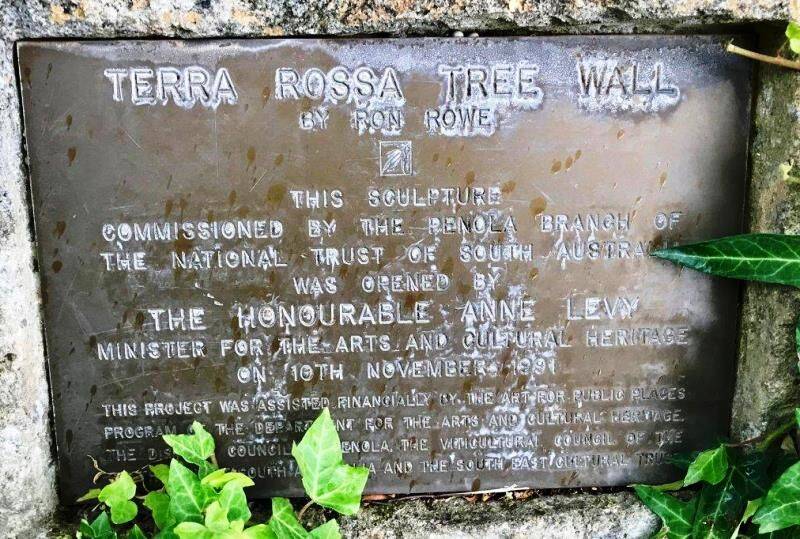 TERRA ROSSA TREE WALL
BY RON ROWE
THIS SCULPTURE
COMMISSIONED BY THE PENOLA BRANCH OF
THE NATIONAL TRUST OF SOUTH AUSTRALIA
WAS OPENED BY
THE HONOURABLE ANNE LEVY
MINISTER FOR THE ARTS AND CULTURAL HERITAGE
ON 10TH NOVEMBER 1991
THIS PROJECT WAS ASSISTED FINANCIALLY BY THE ART FOR PUBLIC PLACES
PROGRAM OF THE DEPARTMENT FOR THE ARTS AND CULTURAL HERITAGE,
THE COUNCIL PENOLA, THE VITICULTURAL COUNCIL OF THE
SOUTH AND THE SOUTH EAST CULTURAL TRUST